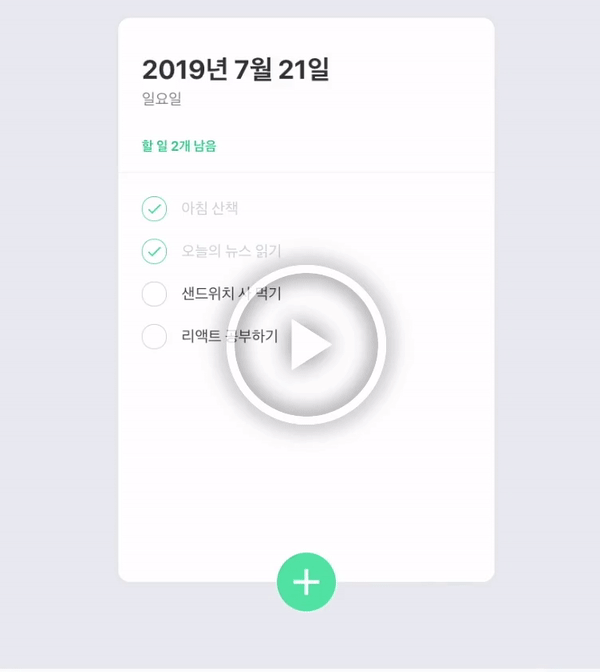 2019년 7월 21일
일요일
할 일 2개 남음
아침 산책
오늘의 뉴스 읽기
샌드위치 사 먹기
리액트 공부하기